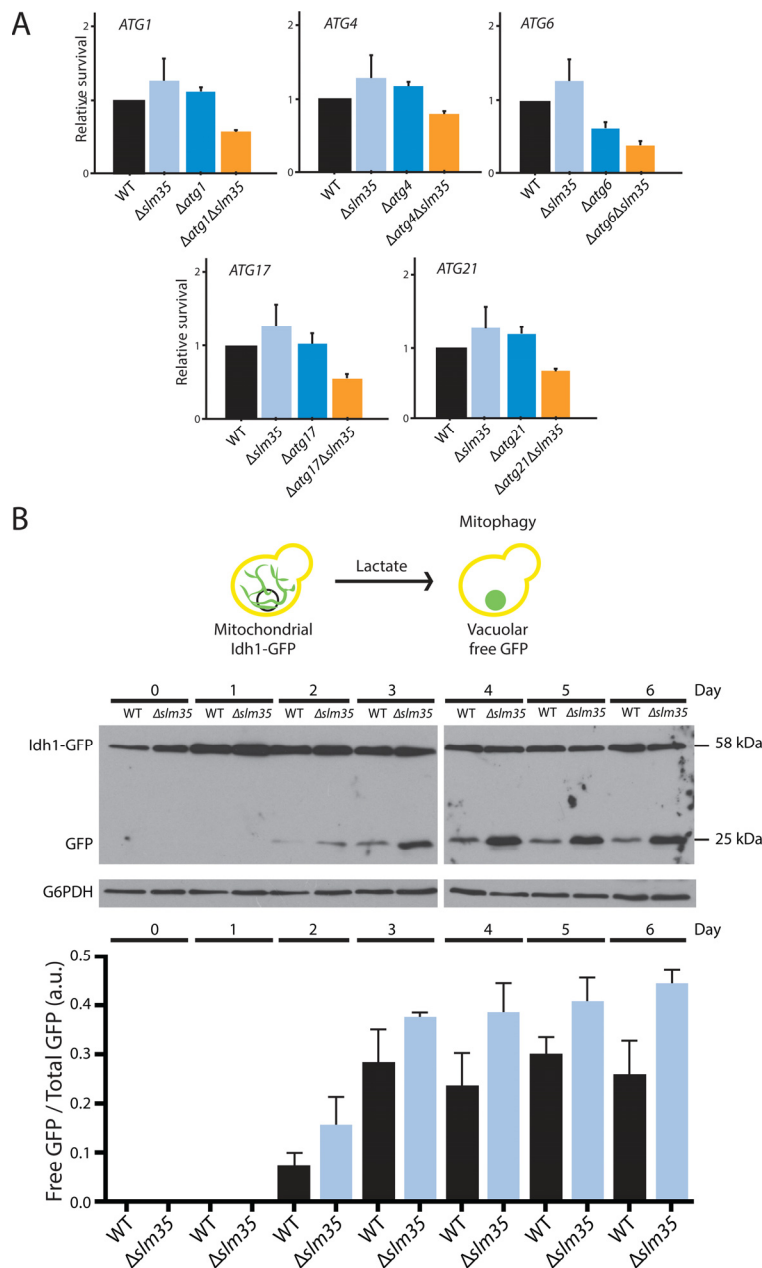 A
ATG1
ATG4
ATG6
Relative survival
2
1
0
2
1
0
2
1
0
WT
Δslm35
Δatg1
Δatg1Δslm35
WT
Δslm35
Δatg4
Δatg4Δslm35
WT
Δslm35
Δatg6
Δatg6Δslm35
ATG17
ATG21
Relative survival
2
1
0
2
1
0
WT
Δslm35
Δatg17
Δatg17Δslm35
WT
Δslm35
Δatg21
Δatg21Δslm35
B
Mitophagy
Lactate
Mitochondrial
Idh1-GFP
Vacuolar
free GFP
0 1 2 3 4 5 6 Day
WT Δslm35 WT Δslm35 WT Δslm35 WT Δslm35 WT Δslm35 WT Δslm35 WT Δslm35
Idh1-GFP
58 kDa
GFP
25 kDa
G6PDH
0 1 2 3 4 5 6 Day
Free GFP / Total GFP (a.u.)
0.5
0.4
0.3
0.2
0.1
0.0
WT Δslm35 WT Δslm35 WT Δslm35 WT Δslm35 WT Δslm35 WT Δslm35 WT Δslm35